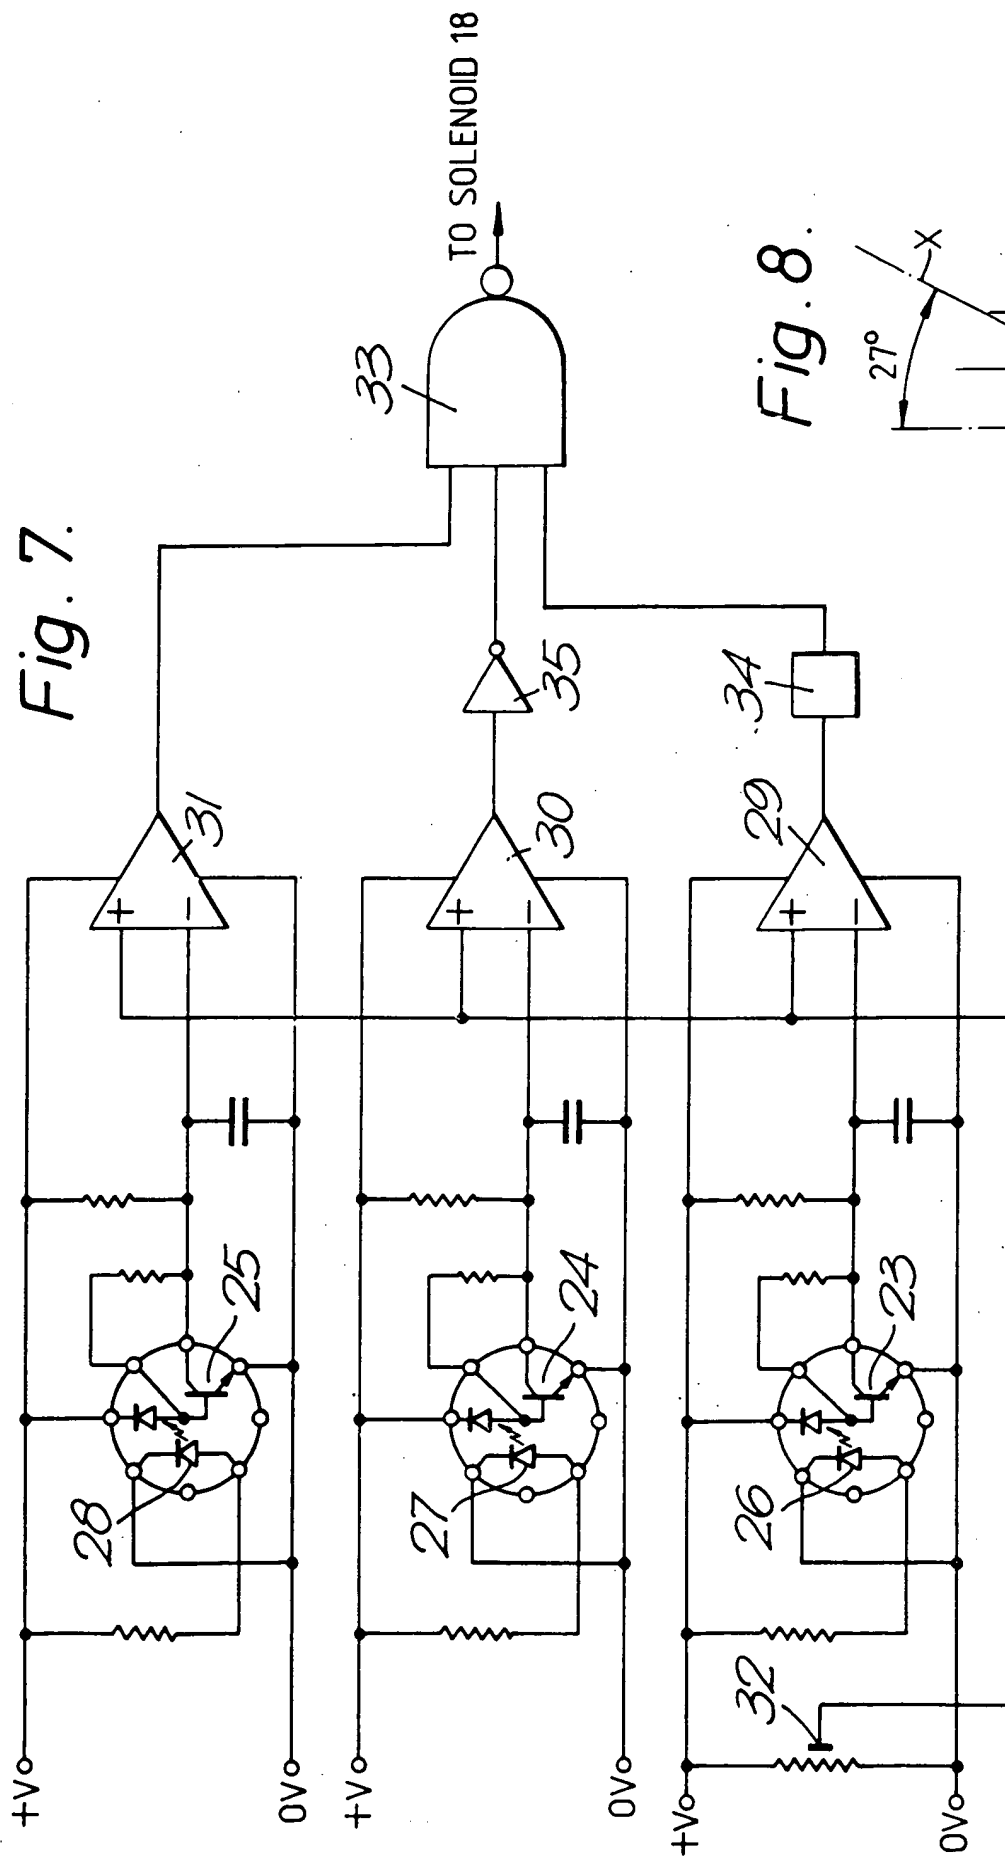 Fig. 7.
+V
0V
28
25
31
+V
0V
27
24
30
35
33
TO SOLENOID 18
+V
0V
32
26
23
29
34
+
−
+
−
+
−
Fig. 8.
27°
X